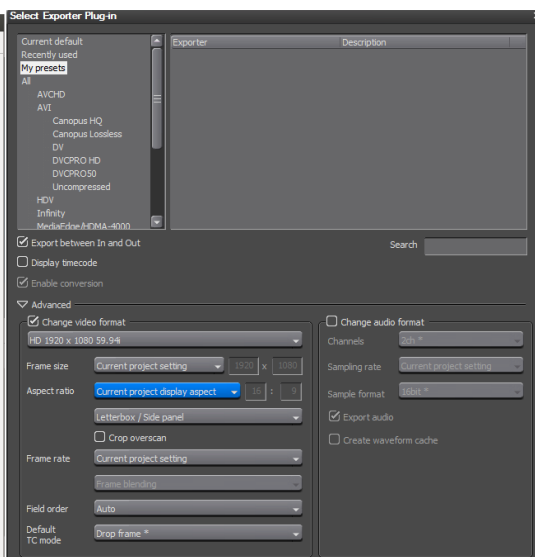 Select Exporter Plug-in
Current default
Recently used
My presets
All
AVCHD
AVI
Canopus HQ
Canopus Lossless
DV
DVCPRO HD
DVCPRO50
Uncompressed
HDV
Infinity
MediaEdge/HDMA-4000
Exporter Description
Export between In and Out
Search
Display timecode
Enable conversion
Advanced
Change video format
HD 1920 x 1080 59.94i
Frame size Current project setting 1920 x 1080
Aspect ratio Current project display aspect 16 : 9
Letterbox / Side panel
Crop overscan
Frame rate Current project setting
Frame blending
Field order Auto
Default
TC mode Drop frame *
Change audio format
Channels 2ch *
Sampling rate Current project setting
Sample format 16bit *
Export audio
Create waveform cache